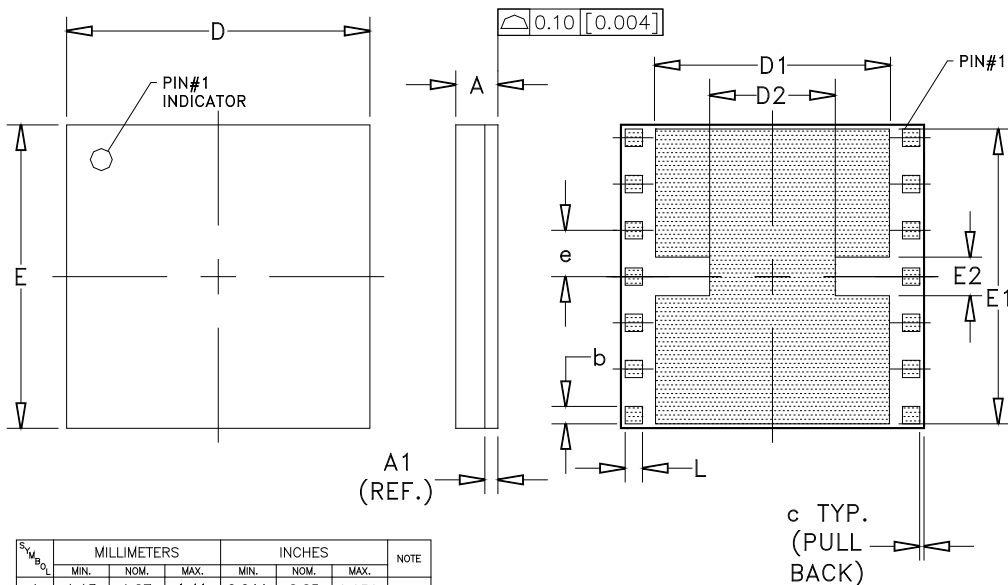 0.10 [0.004]
D
A
D1
D2
PIN#1
PIN#1
INDICATOR
E
e
E2
E1
b
L
A1
(REF.)
c TYP.
(PULL
BACK)
SYMBOL MILLIMETERS INCHES NOTE
MIN. NOM. MAX. MIN. NOM. MAX.